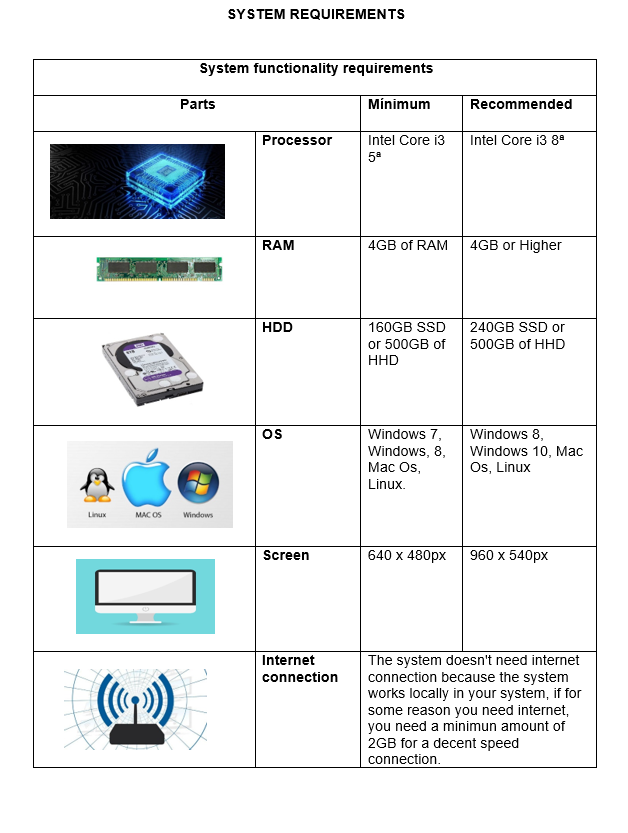 SYSTEM REQUIREMENTS
System functionality requirements
Parts
Mínimum
Recommended
Processor
Intel Core i3
5ª
Intel Core i3 8ª
RAM
4GB of RAM
4GB or Higher
HDD
160GB SSD
or 500GB of
HHD
240GB SSD or
500GB of HHD
Linux
MAC OS
Windows
OS
Windows 7,
Windows, 8,
Mac Os,
Linux.
Windows 8,
Windows 10, Mac
Os, Linux
Screen
640 x 480px
960 x 540px
Internet
connection
The system doesn't need internet
connection because the system
works locally in your system, if for
some reason you need internet,
you need a minimun amount of
2GB for a decent speed
connection.